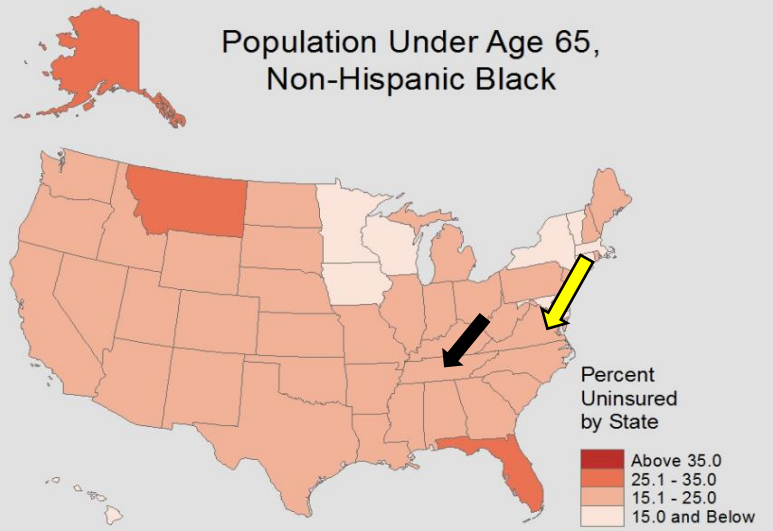 Population Under Age 65,
Non-Hispanic Black
Percent
Uninsured
by State
Above 35.0
25.1 - 35.0
15.1 - 25.0
15.0 and Below